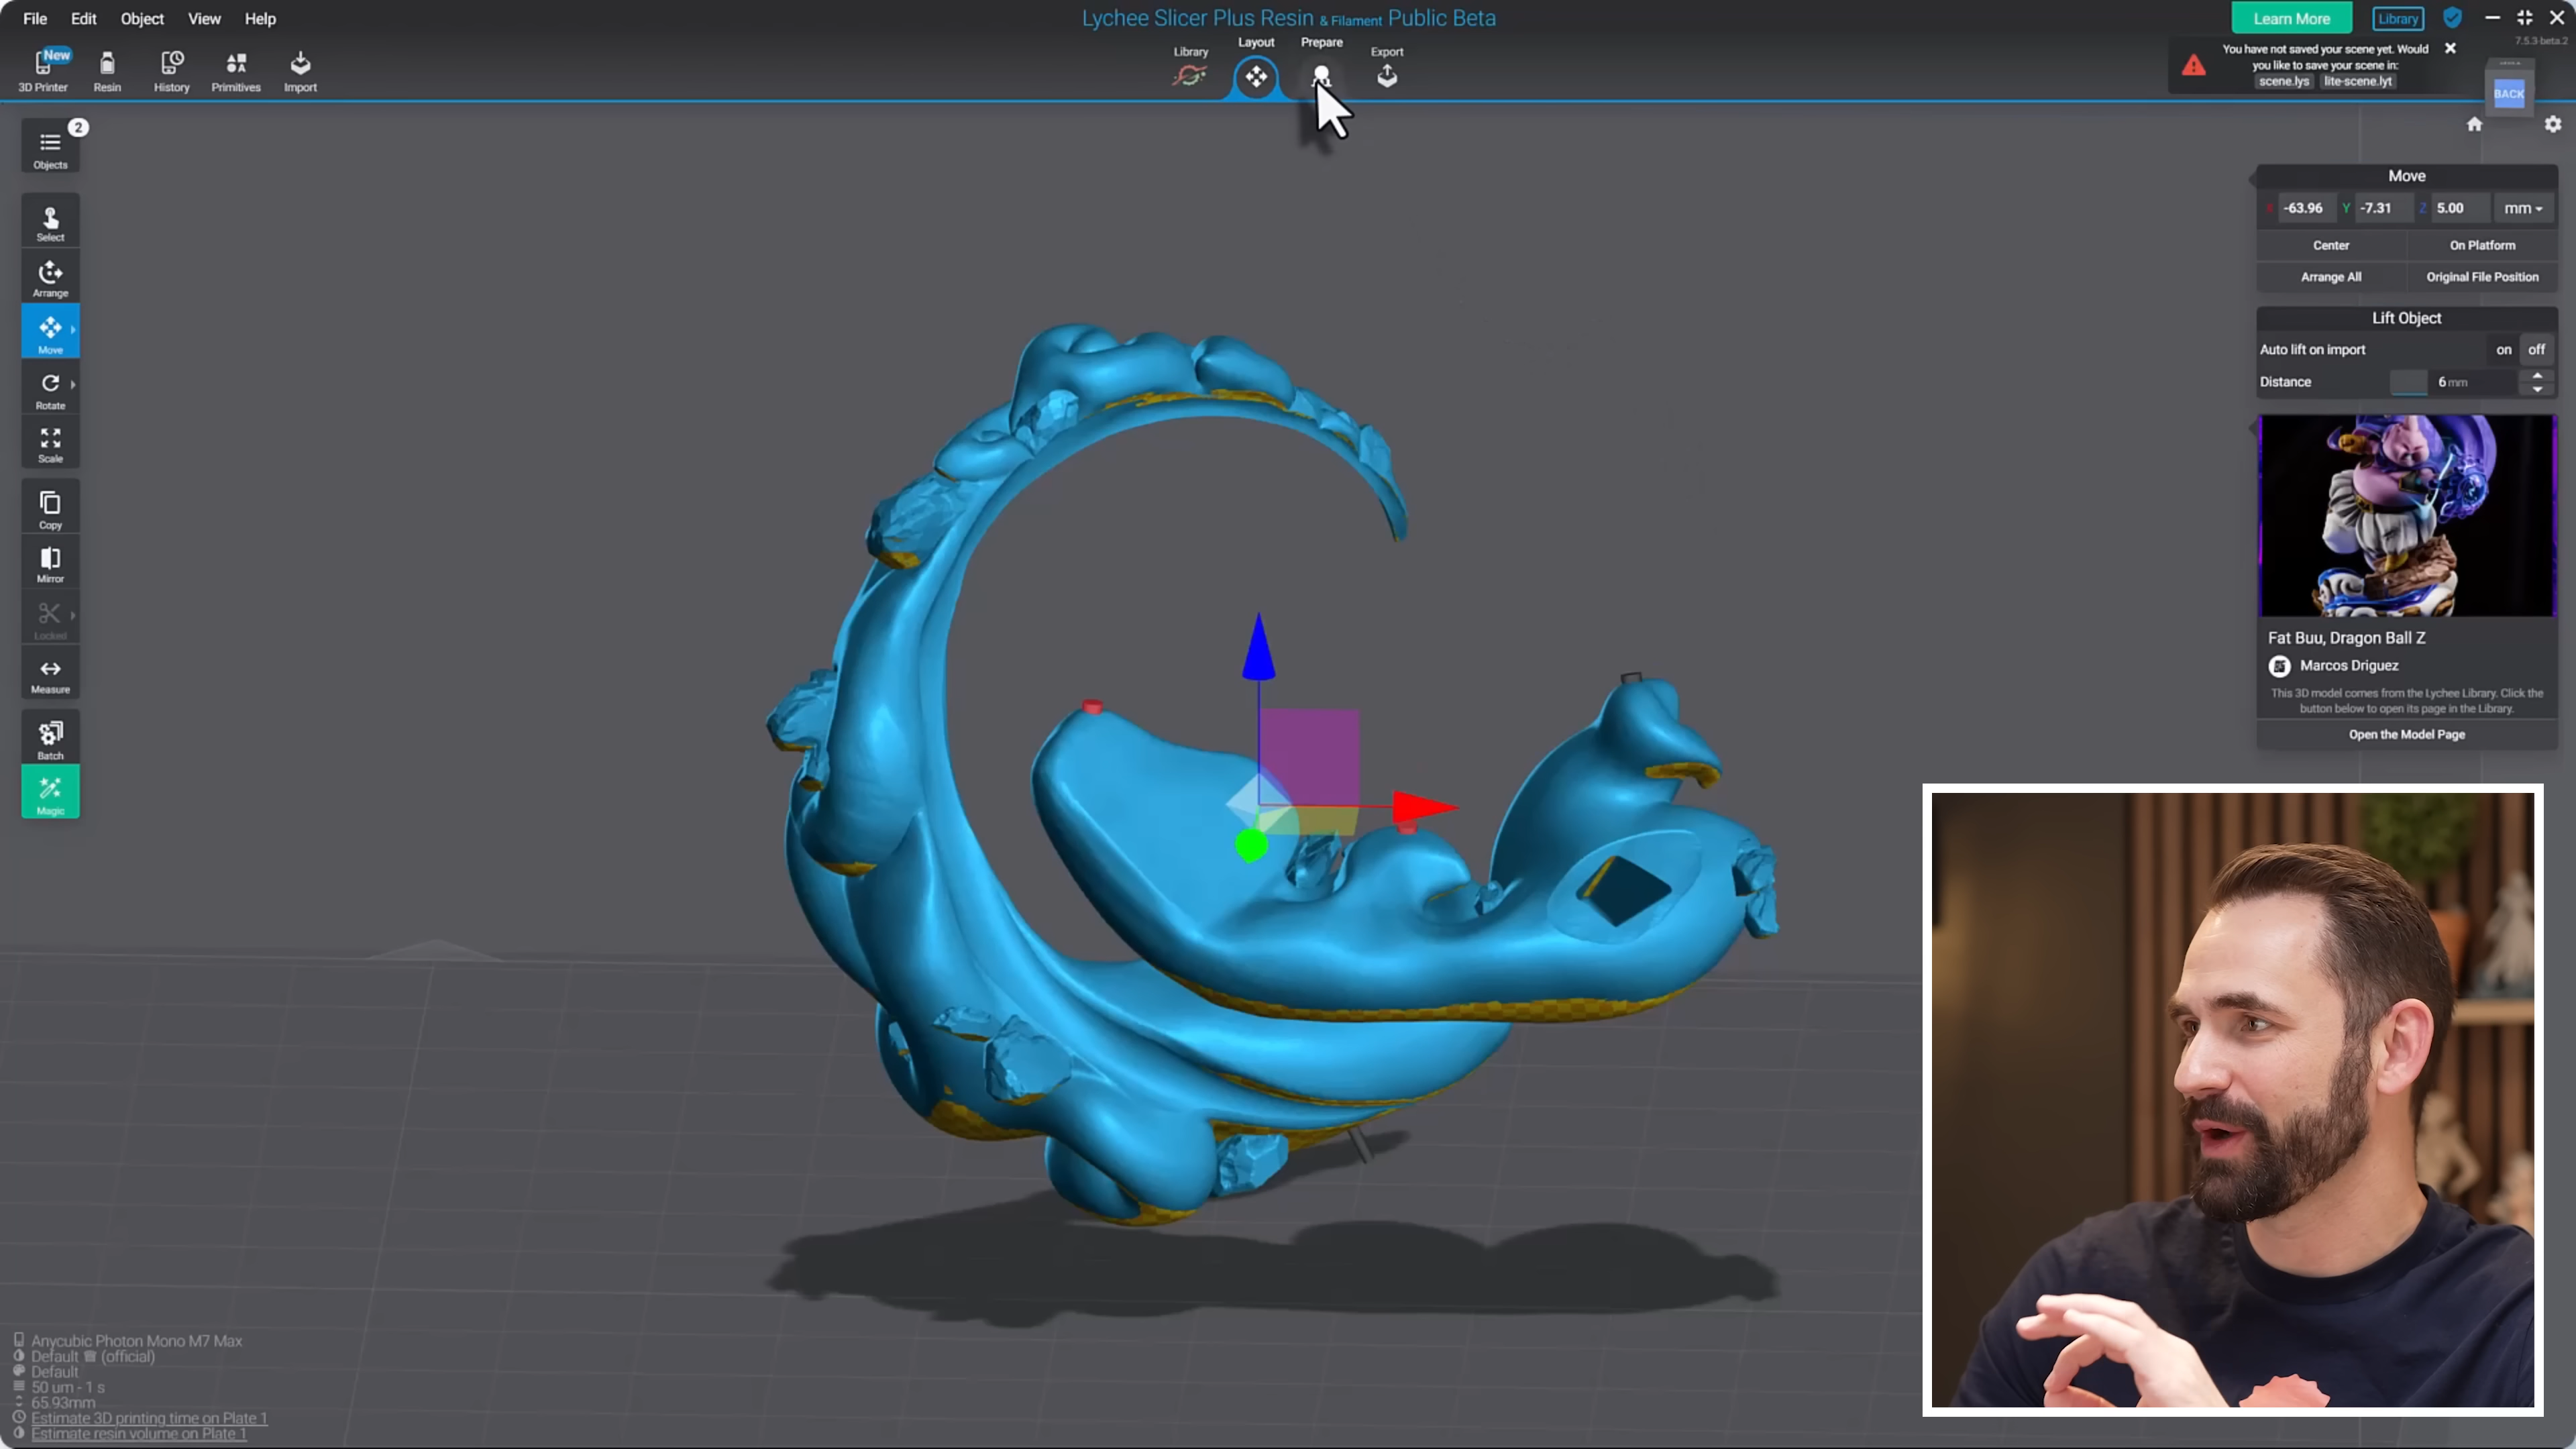 File Edit Object View Help
Lychee Slicer Plus Resin & Filament Public Beta
Learn More
Library
7.5.3-beta.2
New
3D Printer
Resin
History
Primitives
Import
Library
Layout
Prepare
Export
You have not saved your scene yet. Would
you like to save your scene in:
scene.lys lite-scene.lyt
BACK
2
Objects
Select
Arrange
Move
Rotate
Scale
Copy
Mirror
Locked
Measure
Batch
Magic
Move
X -63.96 Y -7.31 Z 5.00 mm
Center On Platform
Arrange All Original File Position
Lift Object
Auto lift on import on off
Distance 6 mm
Fat Buu, Dragon Ball Z
Marcos Driguez
This 3D model comes from the Lychee Library. Click the
button below to open its page in the Library.
Open the Model Page
Anycubic Photon Mono M7 Max
Default (official)
Default
50 um - 1 s
65.93mm
Estimate 3D printing time on Plate 1
Estimate resin volume on Plate 1